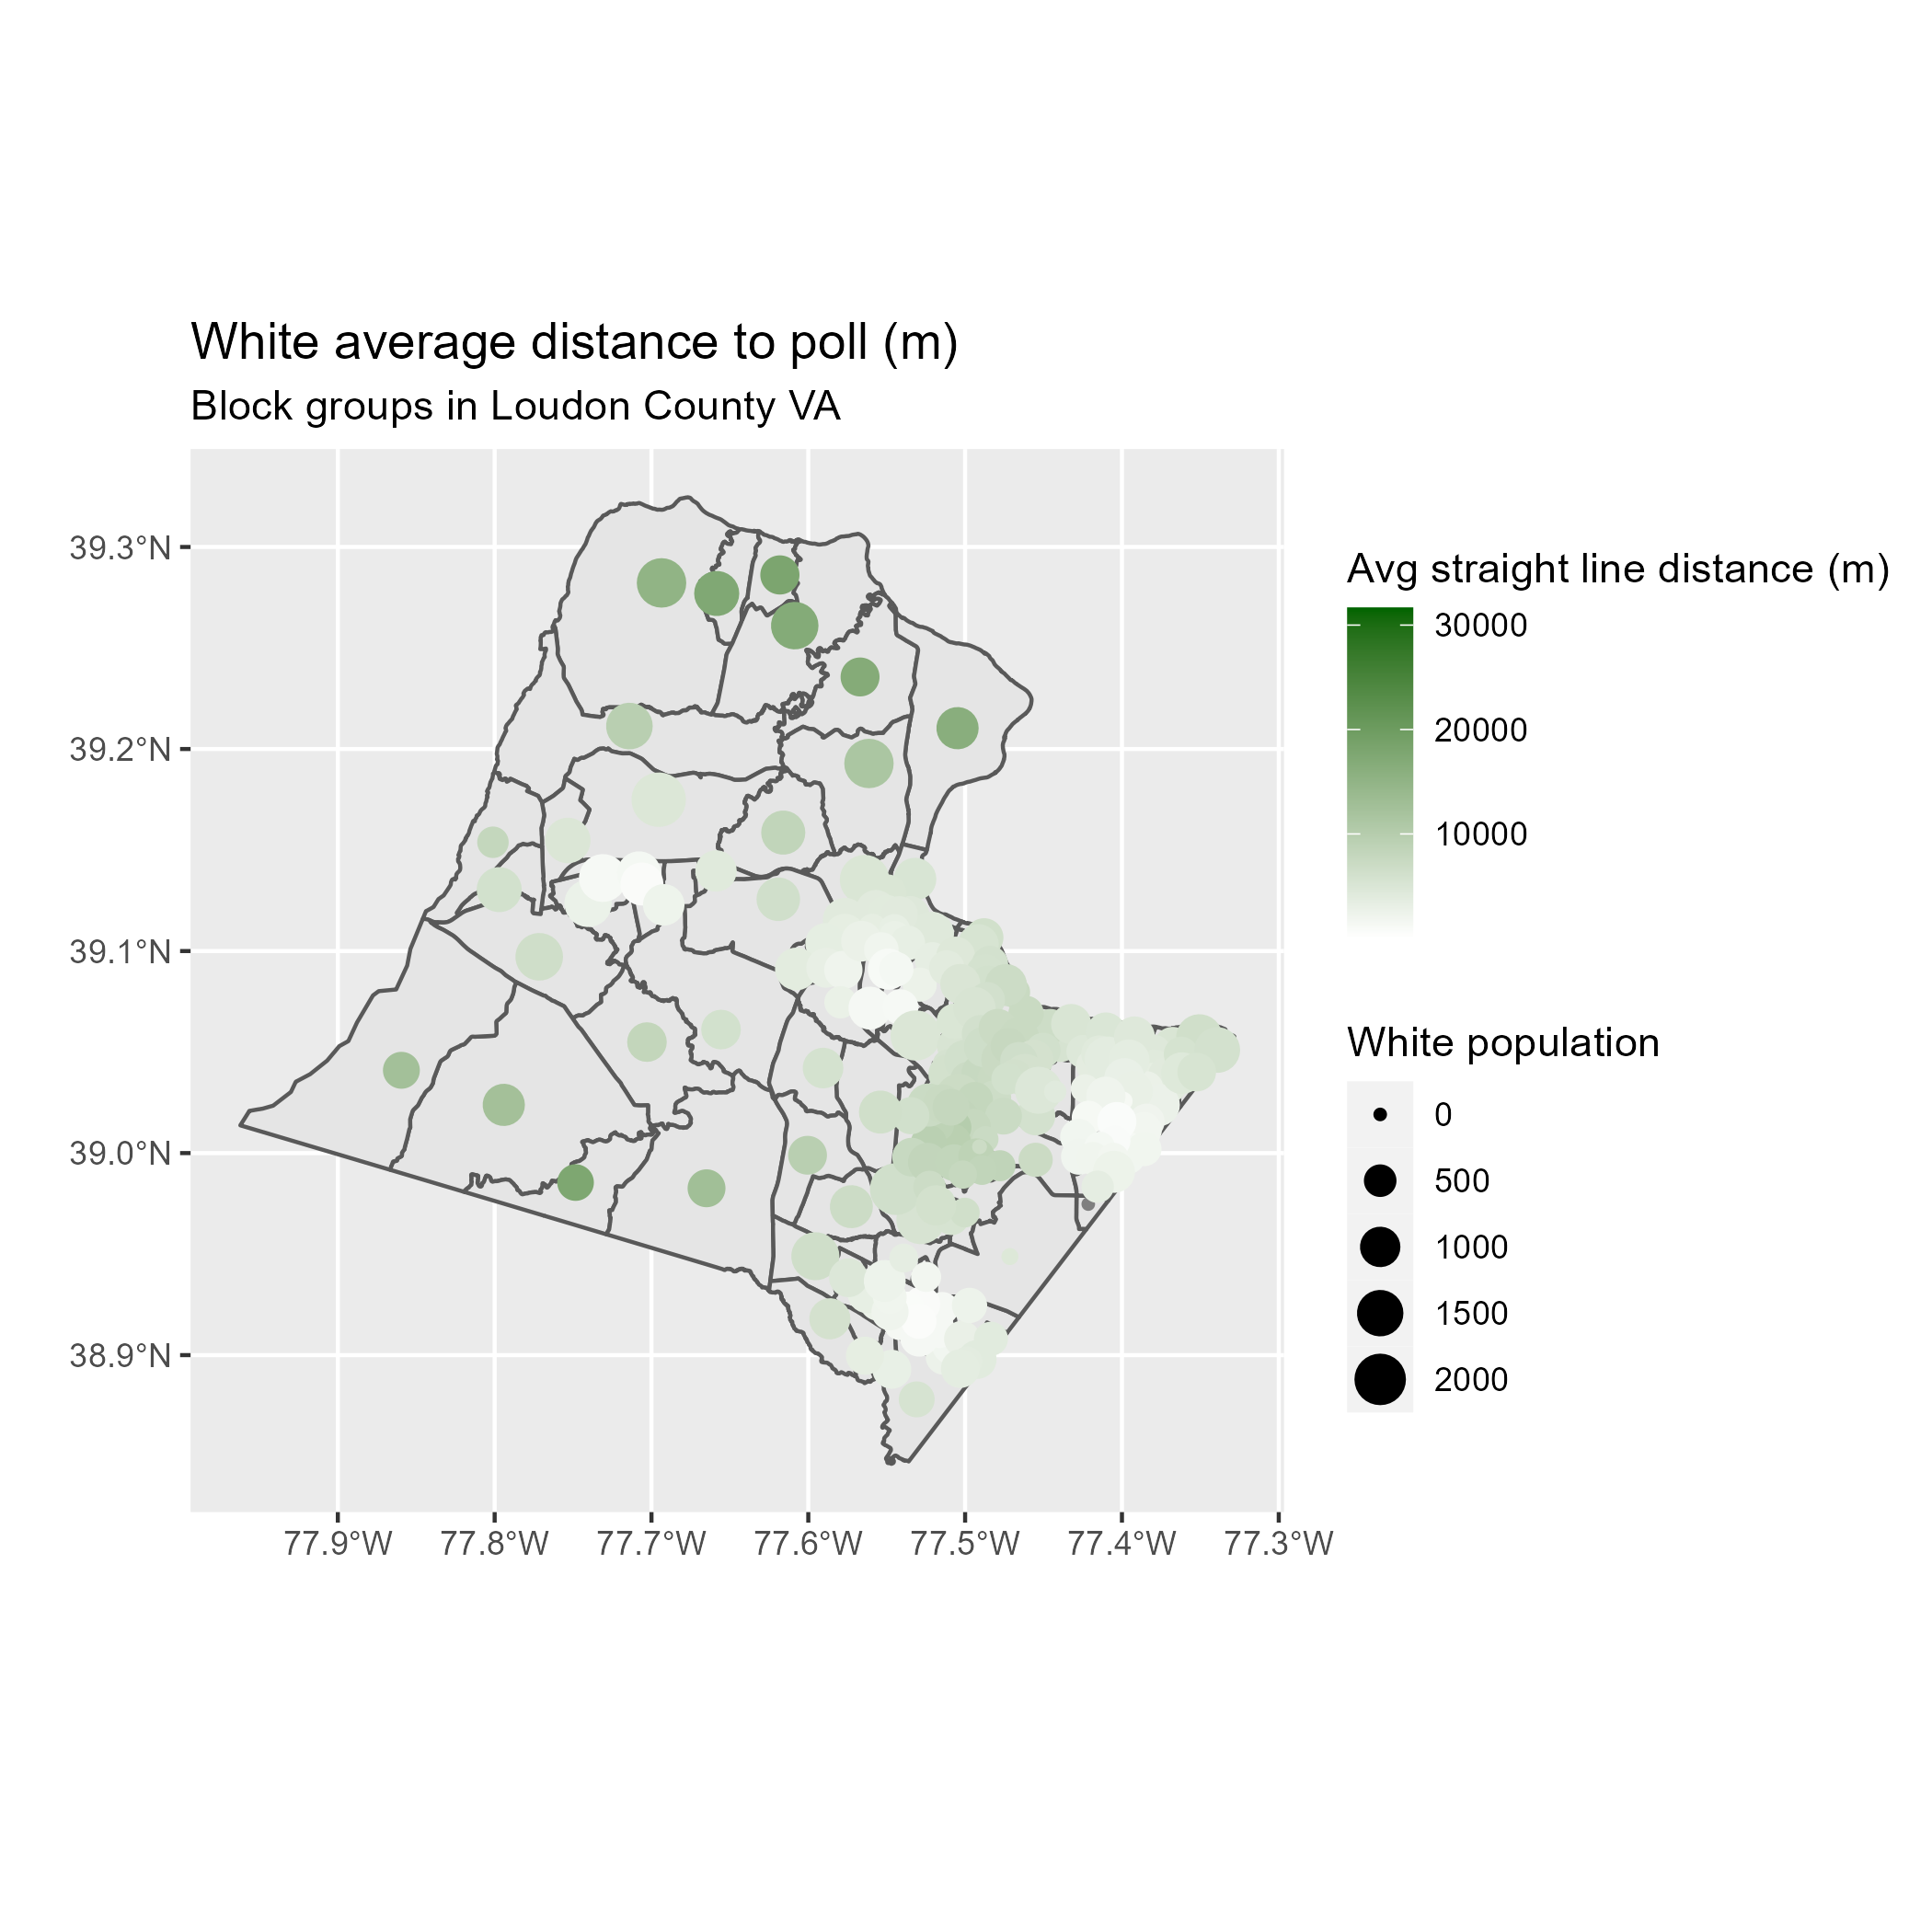 White average distance to poll (m)
Block groups in Loudon County VA
39.3°N
39.2°N
39.1°N
39.0°N
38.9°N
77.9°W
77.8°W
77.7°W
77.6°W
77.5°W
77.4°W
77.3°W
Avg straight line distance (m)
30000
20000
10000
White population
0
500
1000
1500
2000